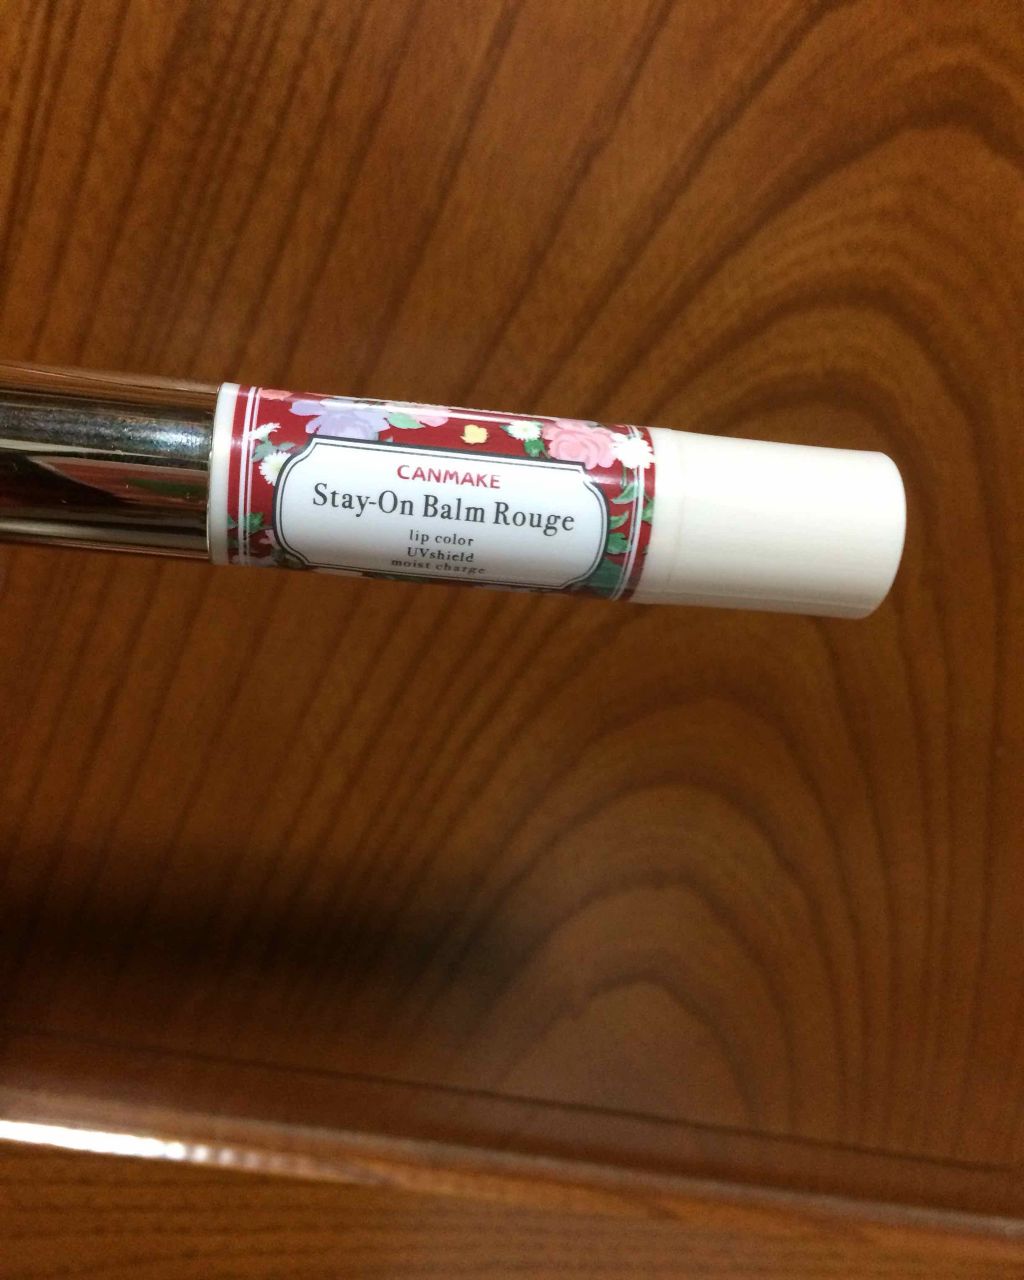 CANMAKE
Stay-On Balm Rouge
lip color
UVshield
moist charge